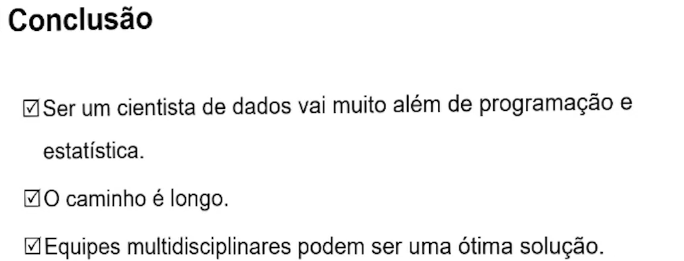 Conclusão
☑Ser um cientista de dados vai muito além de programação e
estatística.
☑O caminho é longo.
☑Equipes multidisciplinares podem ser uma ótima solução.